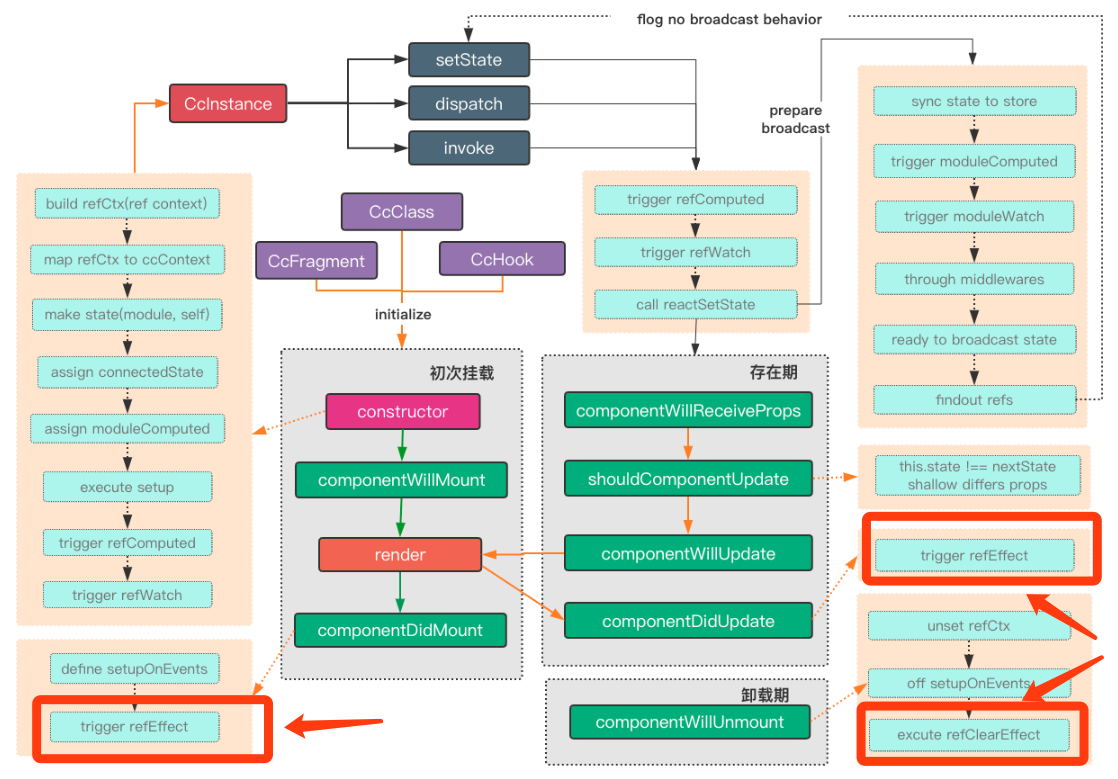 flog no broadcast behavior
setState
CcInstance
dispatch
invoke
prepare
broadcast
sync state to store
trigger moduleComputed
trigger moduleWatch
through middlewares
ready to broadcast state
findout refs
build refCtx(ref context)
map refCtx to ccContext
make state(module, self)
assign connectedState
assign moduleComputed
execute setup
trigger refComputed
trigger refWatch
CcClass
CcFragment
CcHook
initialize
trigger refComputed
trigger refWatch
call reactSetState
初次挂载
constructor
componentWillMount
render
componentDidMount
存在期
componentWillReceiveProps
shouldComponentUpdate
componentWillUpdate
componentDidUpdate
this.state !== nextState
shallow differs props
trigger refEffect
define setupOnEvents
trigger refEffect
卸载期
componentWillUnmount
unset refCtx
off setupOnEvents
excute refClearEffect